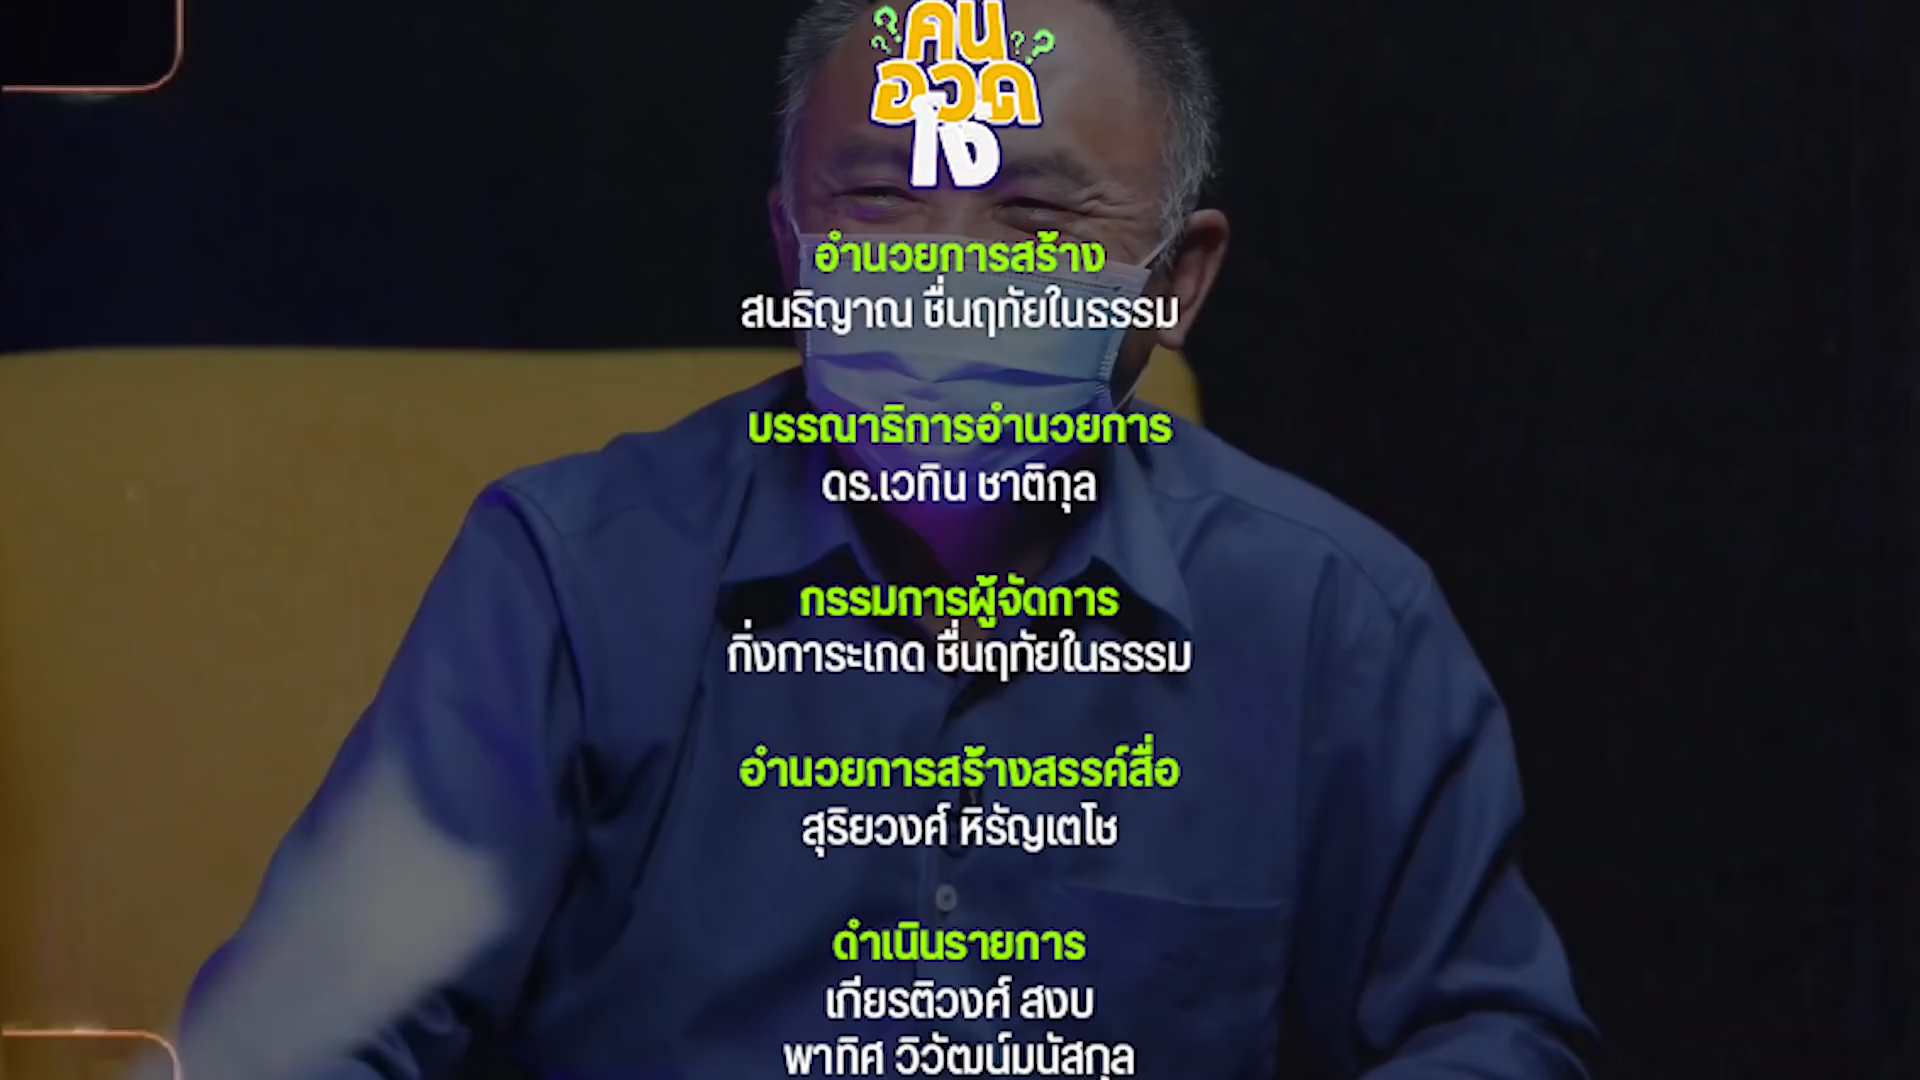 คน
อวด
โง่
อำนวยการสร้าง
สนธิญาณ ชื่นฤทัยในธรรม
บรรณาธิการอำนวยการ
ดร.เวทิน ชาติกุล
กรรมการผู้จัดการ
กิ่งการะเกด ชื่นฤทัยในธรรม
อำนวยการสร้างสรรค์สื่อ
สุริยวงศ์ หิรัญเตโช
ดำเนินรายการ
เกียรติวงศ์ สงบ
พาทิศ วิวัฒน์มนัสกุล